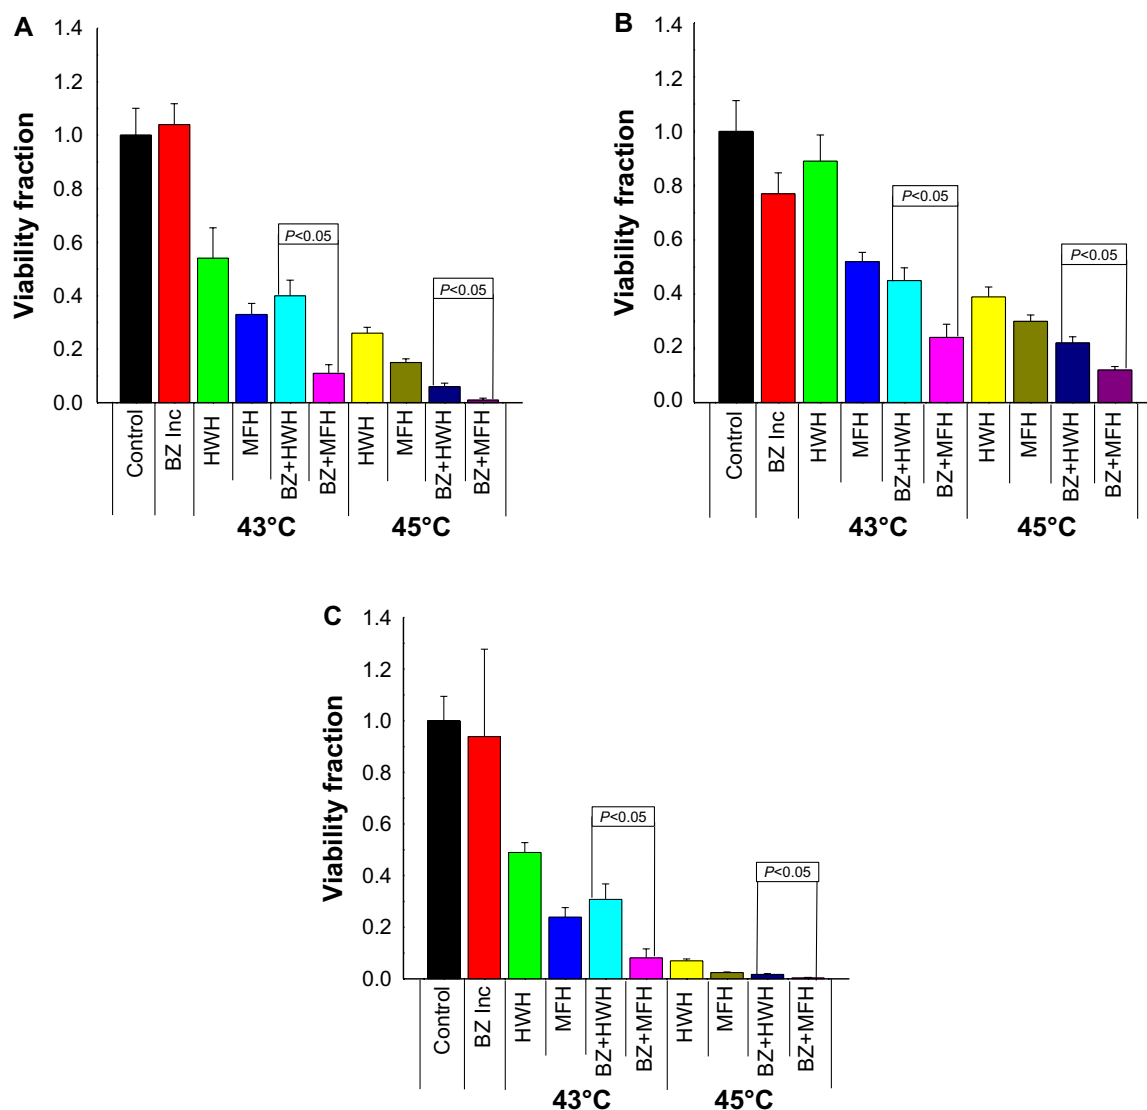 A
Viability fraction
1.4
1.2
1.0
0.8
0.6
0.4
0.2
0.0
P<0.05
P<0.05
Control
BZ Inc
HWH
MFH
BZ+HWH
BZ+MFH
HWH
MFH
BZ+HWH
BZ+MFH
43°C
45°C
B
Viability fraction
1.4
1.2
1.0
0.8
0.6
0.4
0.2
0.0
P<0.05
P<0.05
Control
BZ Inc
HWH
MFH
BZ+HWH
BZ+MFH
HWH
MFH
BZ+HWH
BZ+MFH
43°C
45°C
C
Viability fraction
1.4
1.2
1.0
0.8
0.6
0.4
0.2
0.0
P<0.05
P<0.05
Control
BZ Inc
HWH
MFH
BZ+HWH
BZ+MFH
HWH
MFH
BZ+HWH
BZ+MFH
43°C
45°C